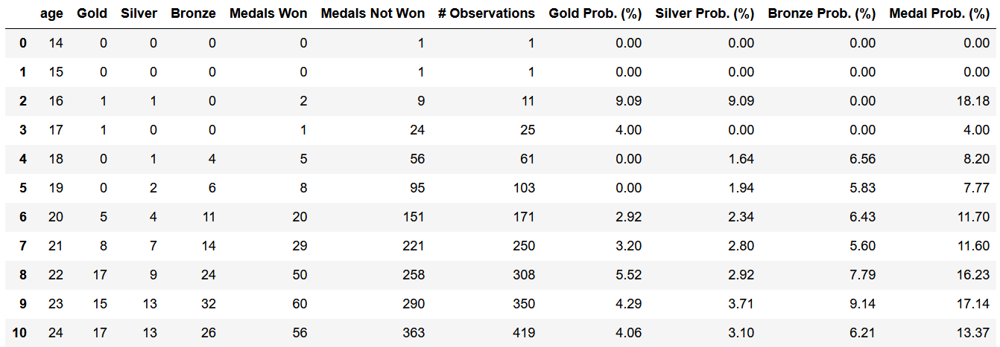 age Gold Silver Bronze Medals Won Medals Not Won # Observations Gold Prob. (%) Silver Prob. (%) Bronze Prob. (%) Medal Prob. (%)
0 14 0 0 0 0 1 1 0.00 0.00 0.00 0.00
1 15 0 0 0 0 1 1 0.00 0.00 0.00 0.00
2 16 1 1 0 2 9 11 9.09 9.09 0.00 18.18
3 17 1 0 0 1 24 25 4.00 0.00 0.00 4.00
4 18 0 1 4 5 56 61 0.00 1.64 6.56 8.20
5 19 0 2 6 8 95 103 0.00 1.94 5.83 7.77
6 20 5 4 11 20 151 171 2.92 2.34 6.43 11.70
7 21 8 7 14 29 221 250 3.20 2.80 5.60 11.60
8 22 17 9 24 50 258 308 5.52 2.92 7.79 16.23
9 23 15 13 32 60 290 350 4.29 3.71 9.14 17.14
10 24 17 13 26 56 363 419 4.06 3.10 6.21 13.37